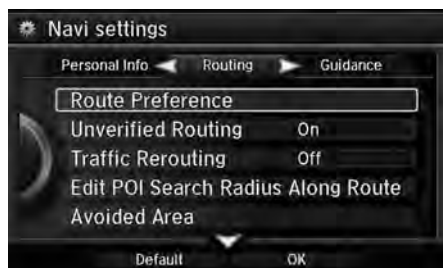 Navi settings
Personal Info Routing Guidance
Route Preference
Unverified Routing On
Traffic Rerouting Off
Edit POI Search Radius Along Route
Avoided Area
Default OK